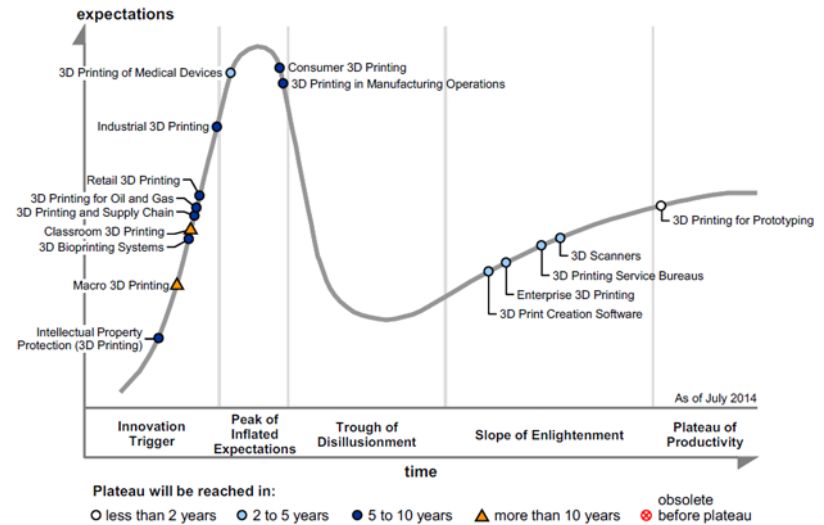 expectations
3D Printing of Medical Devices
Consumer 3D Printing
3D Printing in Manufacturing Operations
Industrial 3D Printing
Retail 3D Printing
3D Printing for Oil and Gas
3D Printing and Supply Chain
Classroom 3D Printing
3D Bioprinting Systems
Macro 3D Printing
Intellectual Property
Protection (3D Printing)
3D Printing for Prototyping
3D Scanners
3D Printing Service Bureaus
Enterprise 3D Printing
3D Print Creation Software
As of July 2014
Innovation
Trigger
Peak of
Inflated
Expectations
Trough of
Disillusionment
Slope of Enlightenment
Plateau of
Productivity
time
Plateau will be reached in:
less than 2 years
2 to 5 years
5 to 10 years
more than 10 years
obsolete
before plateau